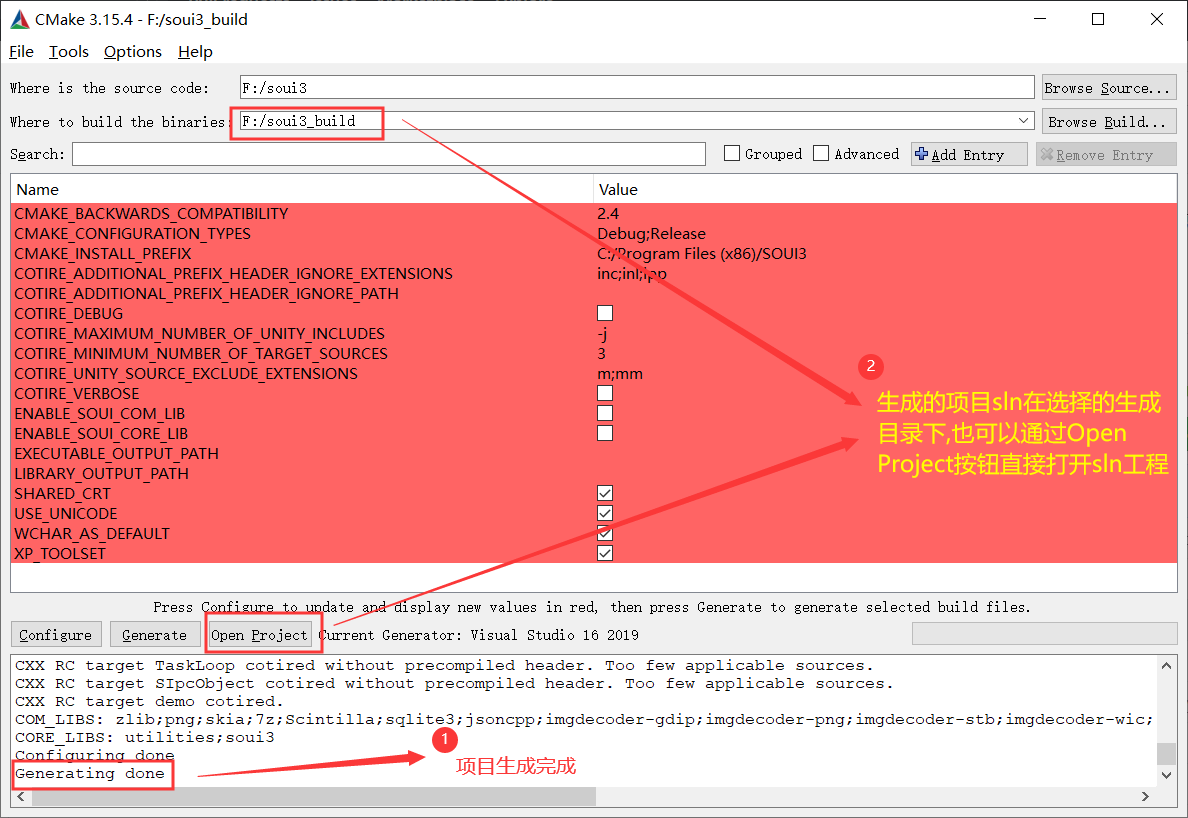 CMake 3.15.4 - F:/soui3_build
File Tools Options Help
Where is the source code: F:/soui3 Browse Source...
Where to build the binaries: F:/soui3_build Browse Build...
Search: Grouped Advanced Add Entry Remove Entry
Name Value
CMAKE_BACKWARDS_COMPATIBILITY 2.4
CMAKE_CONFIGURATION_TYPES Debug;Release
CMAKE_INSTALL_PREFIX C:/Program Files (x86)/SOUI3
COTIRE_ADDITIONAL_PREFIX_HEADER_IGNORE_EXTENSIONS inc;inl;ipp
COTIRE_ADDITIONAL_PREFIX_HEADER_IGNORE_PATH
COTIRE_DEBUG
COTIRE_MAXIMUM_NUMBER_OF_UNITY_INCLUDES -j
COTIRE_MINIMUM_NUMBER_OF_TARGET_SOURCES 3
COTIRE_UNITY_SOURCE_EXCLUDE_EXTENSIONS m;mm
COTIRE_VERBOSE
ENABLE_SOUI_COM_LIB
ENABLE_SOUI_CORE_LIB
EXECUTABLE_OUTPUT_PATH
LIBRARY_OUTPUT_PATH
SHARED_CRT
USE_UNICODE
WCHAR_AS_DEFAULT
XP_TOOLSET
2
生成的项目sln在选择的生成
目录下,也可以通过Open
Project按钮直接打开sln工程
Press Configure to update and display new values in red, then press Generate to generate selected build files.
Configure Generate Open Project Current Generator: Visual Studio 16 2019
CXX RC target TaskLoop cotired without precompiled header. Too few applicable sources.
CXX RC target SIpcObject cotired without precompiled header. Too few applicable sources.
CXX RC target demo cotired.
COM_LIBS: zlib;png;skia;7z;Scintilla;sqlite3;jsoncpp;imgdecoder-gdip;imgdecoder-png;imgdecoder-stb;imgdecoder-wic;
CORE_LIBS: utilities;soui3
Configuring done
Generating done
1
项目生成完成